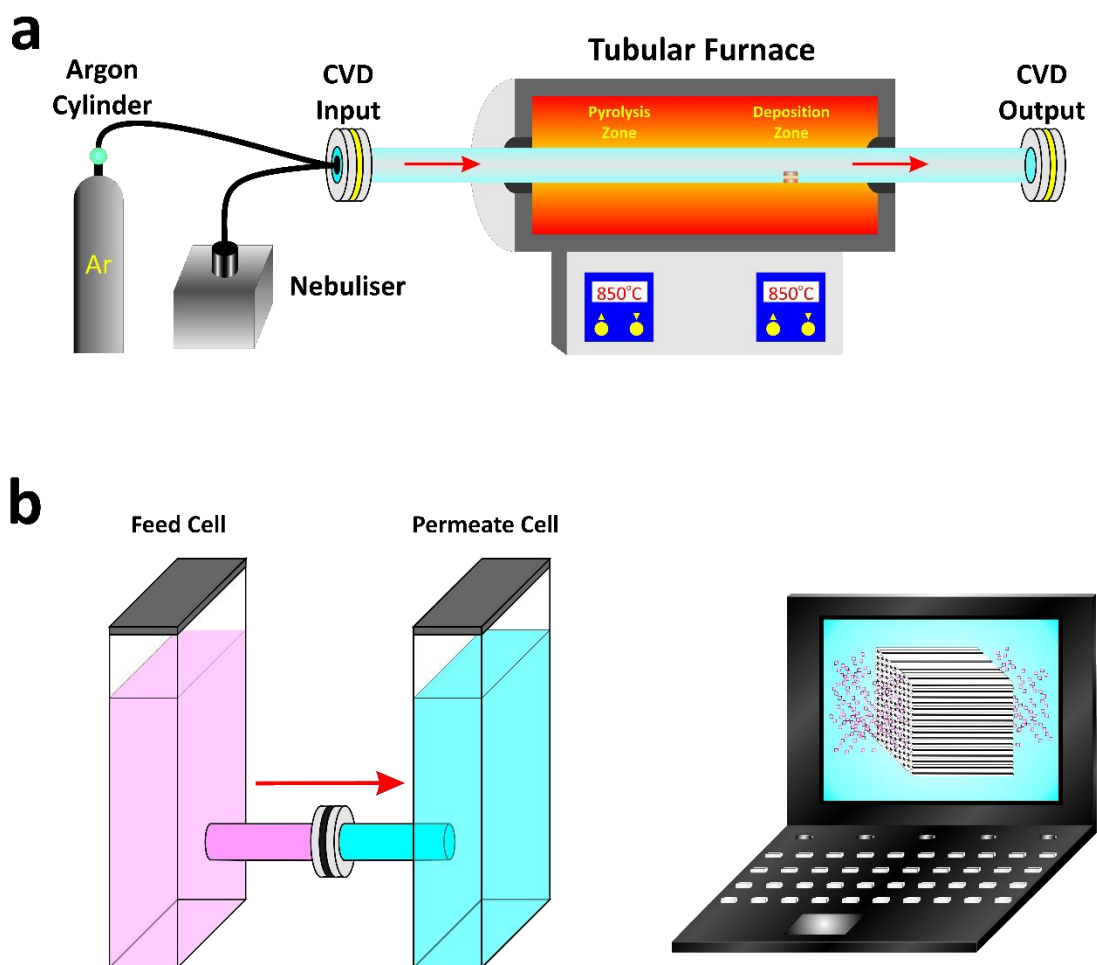 a
Argon
Cylinder
CVD
Input
Tubular Furnace
CVD
Output
Pyrolysis
Zone
Deposition
Zone
Ar
Nebuliser
850°C
850°C
b
Feed Cell
Permeate Cell